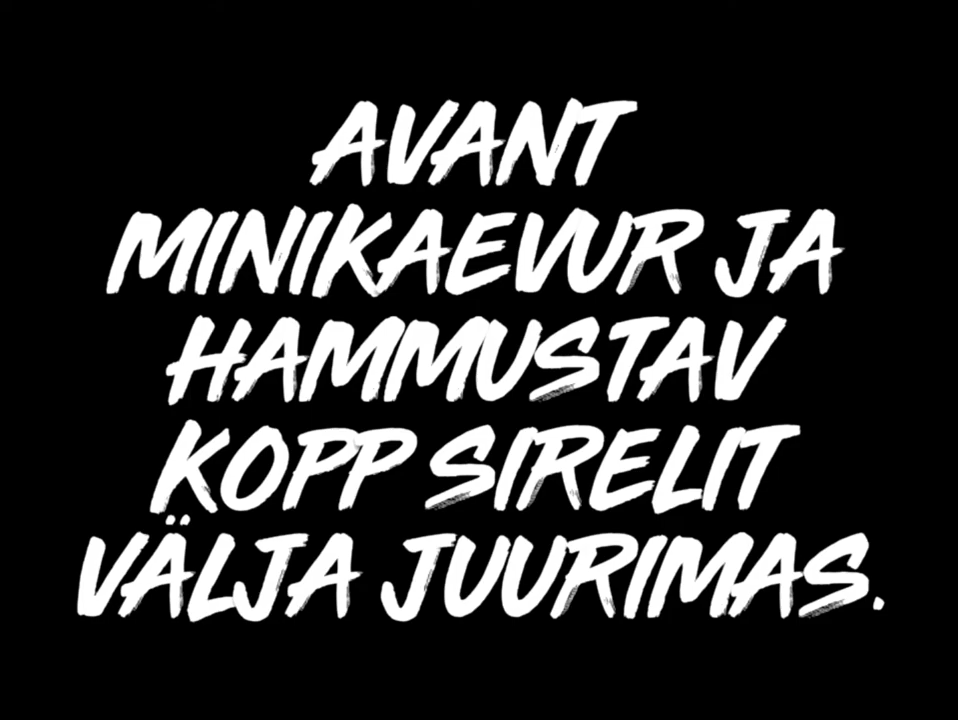 AVANT
MINIKAEVUR JA
HAMMUSTAV
KOPP SIRELIT
VÄLJA JUURIMAS.